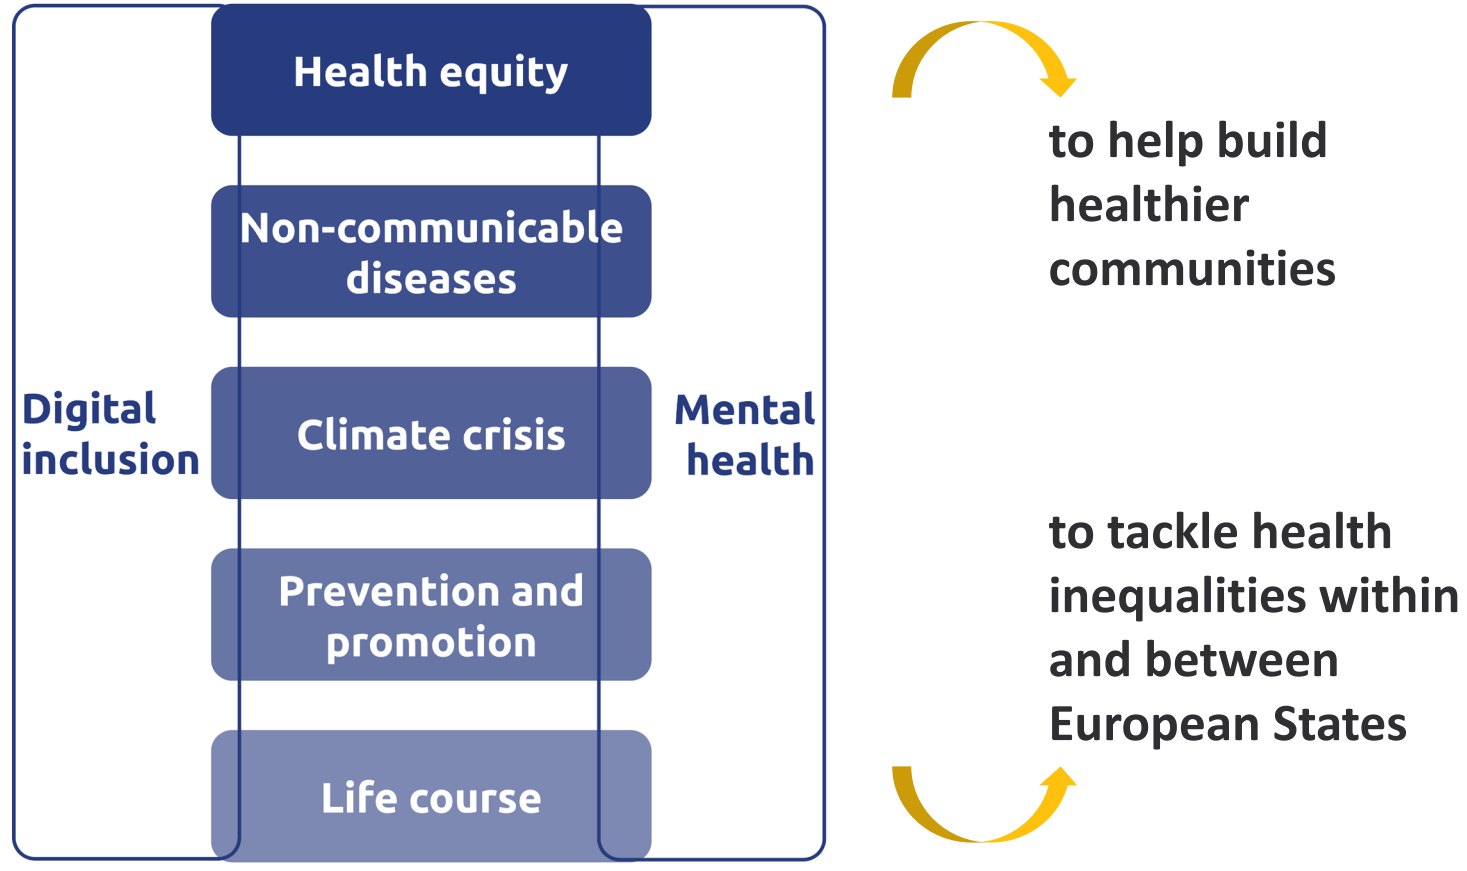 Health equity
Non-communicable
diseases
Digital
inclusion
Climate crisis
Mental
health
Prevention and
promotion
Life course
to help build
healthier
communities
to tackle health
inequalities within
and between
European States